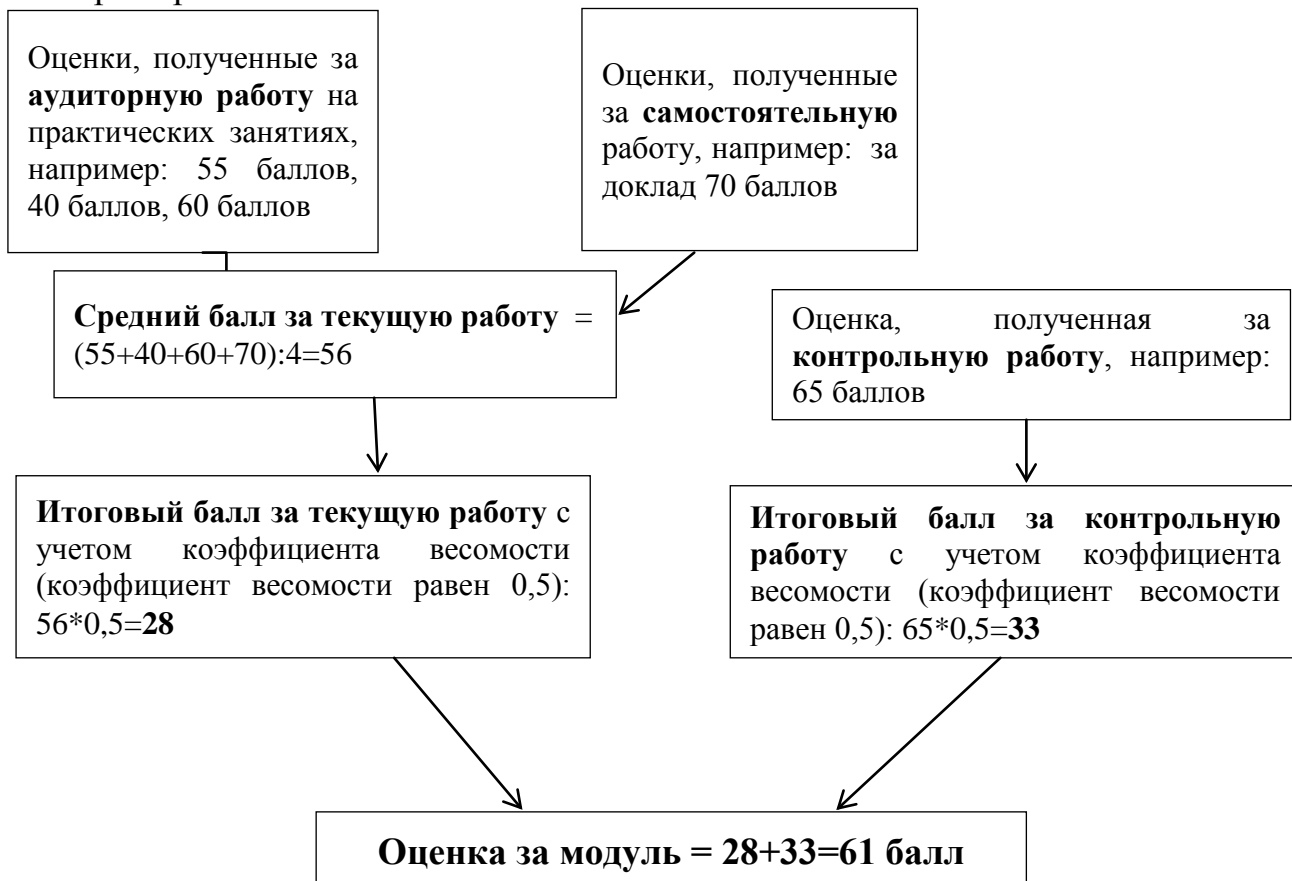 Оценки, полученные за
аудиторную работу на
практических занятиях,
например: 55 баллов,
40 баллов, 60 баллов
Оценки, полученные
за самостоятельную
работу, например: за
доклад 70 баллов
Средний балл за текущую работу =
(55+40+60+70):4=56
Оценка, полученная за
контрольную работу, например:
65 баллов
Итоговый балл за текущую работу с
учетом коэффициента весомости
(коэффициент весомости равен 0,5):
56*0,5=28
Итоговый балл за контрольную
работу с учетом коэффициента
весомости (коэффициент весомости
равен 0,5): 65*0,5=33
Оценка за модуль = 28+33=61 балл